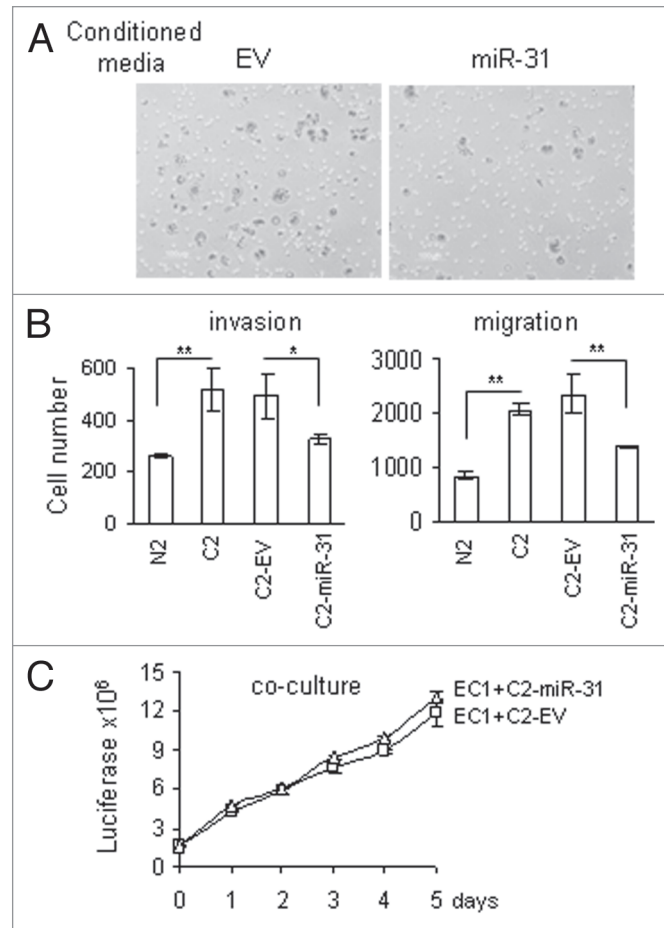 A
Conditioned media
EV
miR-31
B
invasion
migration
Cell number
600
400
200
0
**
*
N2
C2
C2-EV
C2-miR-31
3000
2000
1000
0
**
**
N2
C2
C2-EV
C2-miR-31
C
co-culture
Luciferase x10⁶
15
12
9
6
3
0
EC1+C2-miR-31
EC1+C2-EV
0 1 2 3 4 5 days